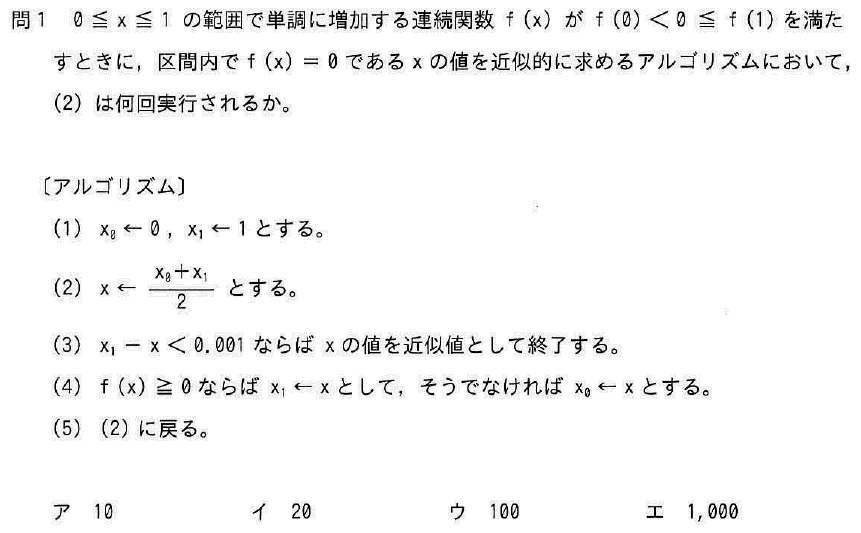 問1 0≦x≦1 の範囲で単調に増加する連続関数 f(x) が f(0)<0≦f(1) を満た
すときに,区間内で f(x)=0 である x の値を近似的に求めるアルゴリズムにおいて,
(2) は何回実行されるか。
〔アルゴリズム〕
(1) x₀←0,x₁←1とする。
(2) x← (x₀+x₁)/2 とする。
(3) x₁-x<0.001 ならば x の値を近似値として終了する。
(4) f(x)≧0 ならば x₁←x として,そうでなければ x₀←x とする。
(5) (2) に戻る。
ア 10 イ 20 ウ 100 エ 1,000